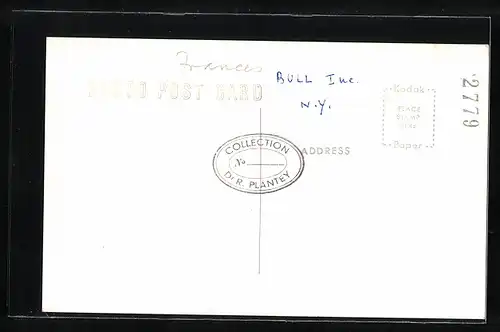 Frances
POST CARD
BULL Inc.
N.Y.
Kodak
PLACE
STAMP
HERE
Paper
2779
ADDRESS
COLLECTION
No
Dr R. PLANTEY